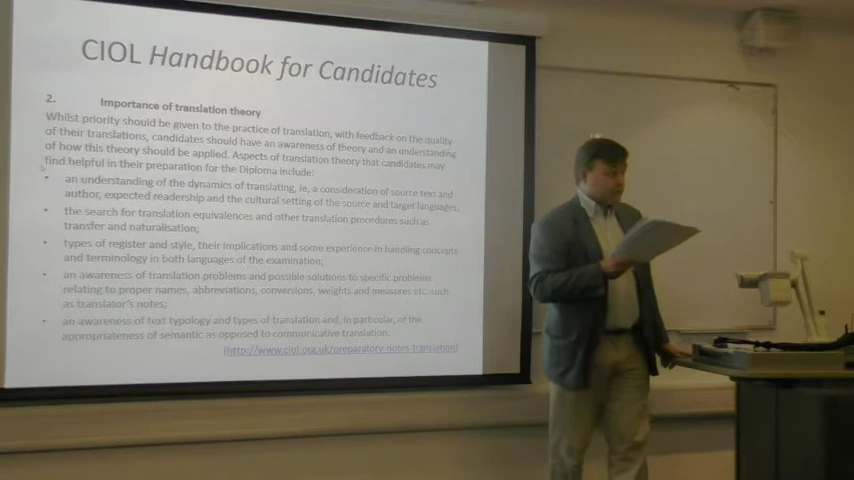 CIOL Handbook for Candidates
2. Importance of translation theory
Whilst priority should be given to the practice of translation, with feedback on the quality
of their translations, candidates should have an awareness of theory and an understanding
of how this theory should be applied. Aspects of translation theory that candidates may
find helpful in their preparation for the Diploma include:
• an understanding of the dynamics of translating, ie, a consideration of source text and
author, expected readership and the cultural setting of the source and target languages;
• the search for translation equivalences and other translation procedures such as
transfer and naturalisation;
• types of register and style, their implications and some experience in handling concepts
and terminology in both languages of the examination;
• an awareness of translation problems and possible solutions to specific problems
relating to proper names, abbreviations, conversions, weights and measures etc such
as translator's notes;
• an awareness of text typology and types of translation and, in particular, of the
appropriateness of semantic as opposed to communicative translation.
(http://www.ciol.org.uk/preparatory-notes-translation)